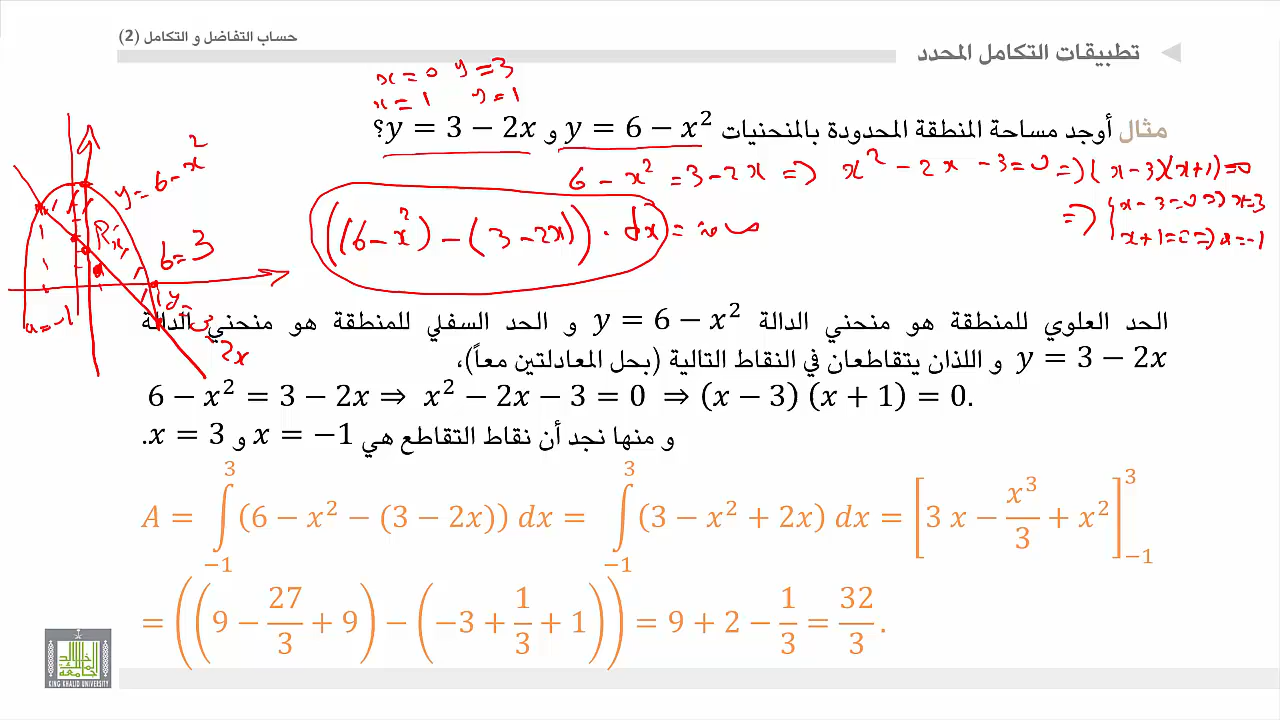 حساب التفاضل و التكامل (2)
تطبيقات التكامل المحدد
x = 0 y = 3
x = 1 y = 1
مثال أوجد مساحة المنطقة المحدودة بالمنحنيات y = 6 − x² و y = 3 − 2x؟
6 − x² = 3 − 2x => x² − 2x − 3 = 0 => (x − 3)(x + 1) = 0
=> { x − 3 = 0 => x = 3
x + 1 = 0 => x = −1
((6 − x²) − (3 − 2x)) · dx =
y = 6 − x²
R
b = 3
a = −1
y = 3 − 2x
الحد العلوي للمنطقة هو منحني الدالة y = 6 − x² و الحد السفلي للمنطقة هو منحني الدالة
y = 3 − 2x و اللذان يتقاطعان في النقاط التالية (بحل المعادلتين معاً)،
6 − x² = 3 − 2x ⇒ x² − 2x − 3 = 0 ⇒ (x − 3) (x + 1) = 0.
و منها نجد أن نقاط التقاطع هي x = −1 و x = 3.
A = ∫₋₁³ (6 − x² − (3 − 2x)) dx = ∫₋₁³ (3 − x² + 2x) dx = [3 x − x³/3 + x²]₋₁³
= ((9 − 27/3 + 9) − (−3 + 1/3 + 1)) = 9 + 2 − 1/3 = 32/3.
KING KHALID UNIVERSITY